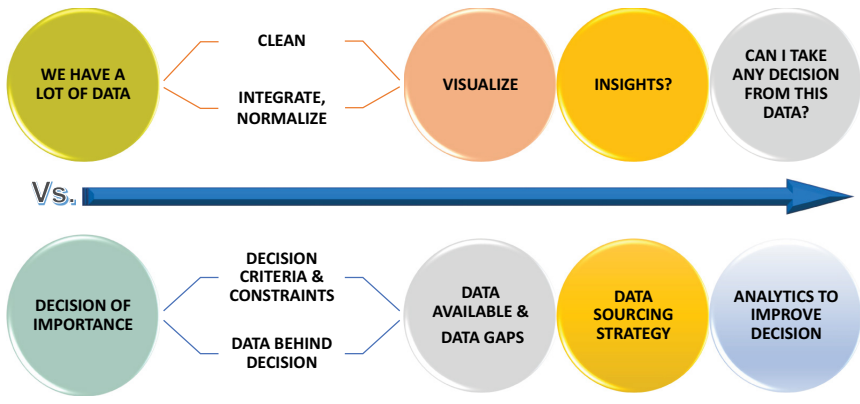 WE HAVE A
LOT OF DATA
CLEAN
INTEGRATE,
NORMALIZE
VISUALIZE
INSIGHTS?
CAN I TAKE
ANY DECISION
FROM THIS
DATA?
Vs.
DECISION OF
IMPORTANCE
DECISION
CRITERIA &
CONSTRAINTS
DATA BEHIND
DECISION
DATA
AVAILABLE &
DATA GAPS
DATA
SOURCING
STRATEGY
ANALYTICS TO
IMPROVE
DECISION